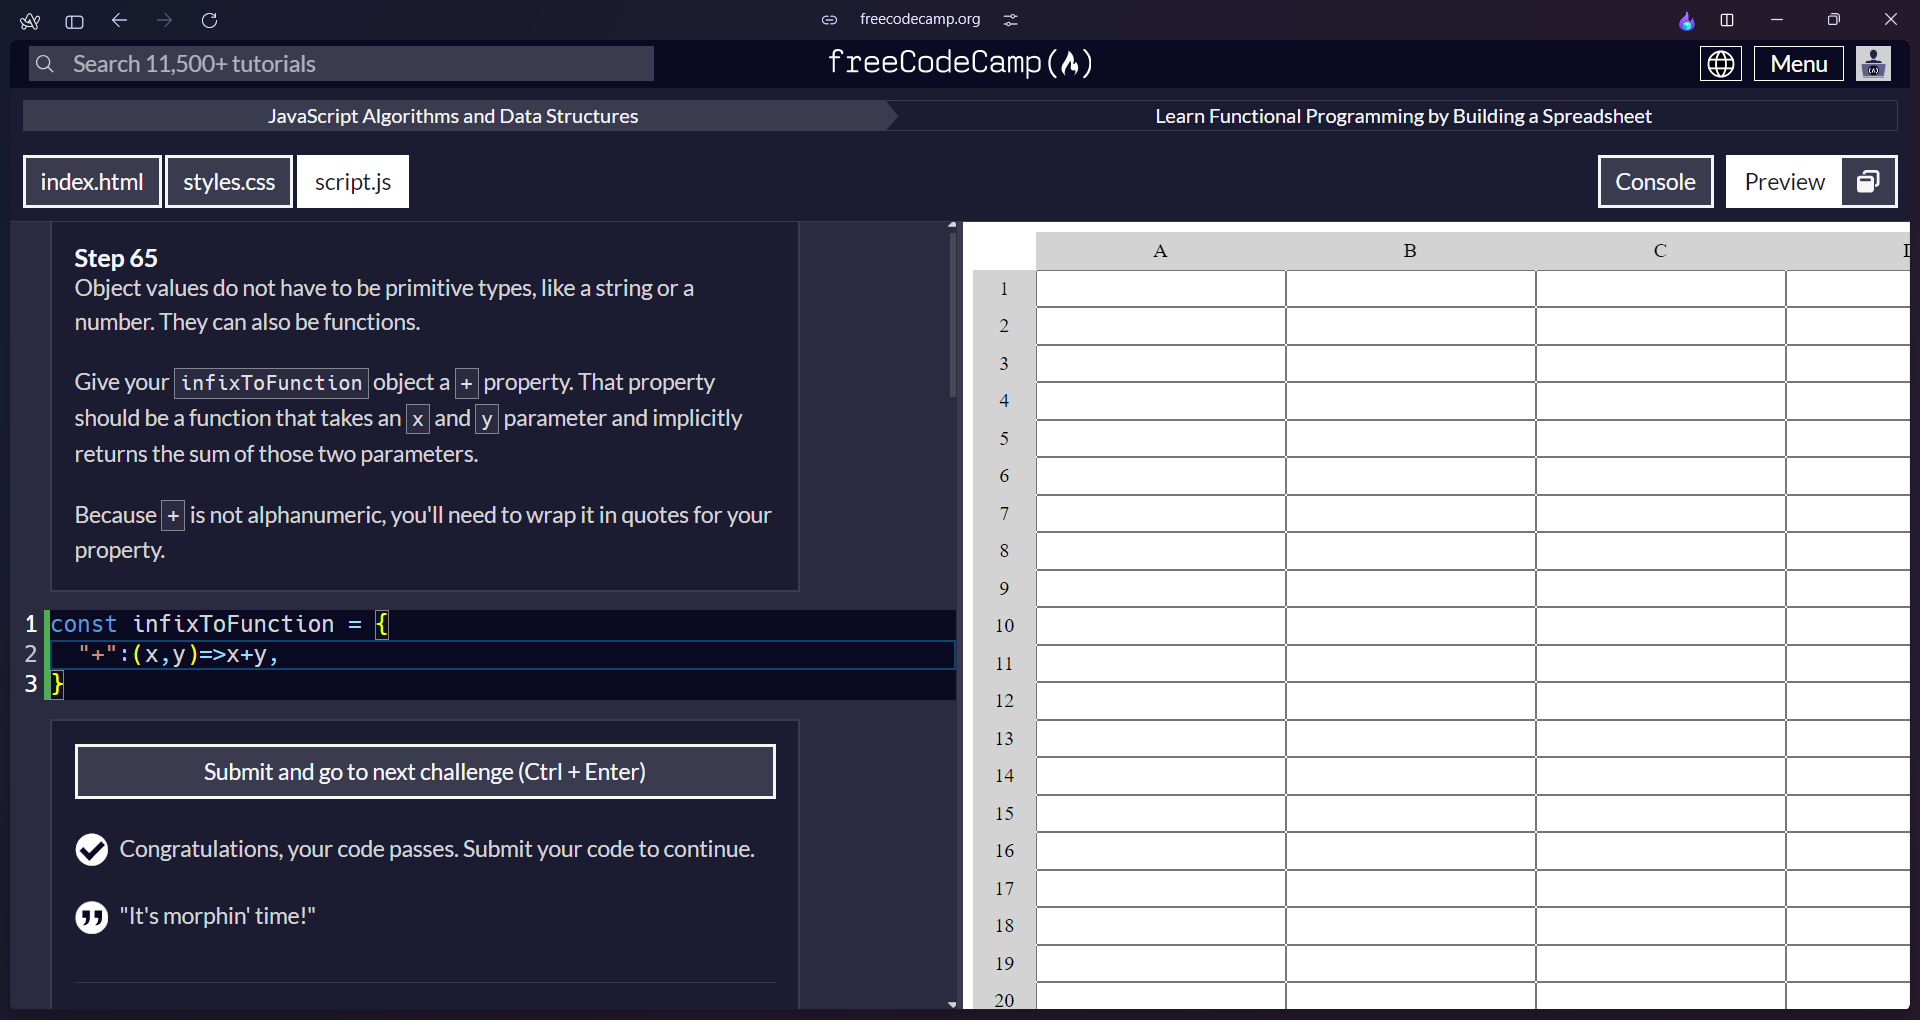 freecodecamp.org
Search 11,500+ tutorials
freeCodeCamp
Menu
JavaScript Algorithms and Data Structures
Learn Functional Programming by Building a Spreadsheet
index.html
styles.css
script.js
Console
Preview
Step 65
Object values do not have to be primitive types, like a string or a
number. They can also be functions.
Give your infixToFunction object a + property. That property
should be a function that takes an x and y parameter and implicitly
returns the sum of those two parameters.
Because + is not alphanumeric, you'll need to wrap it in quotes for your
property.
1 const infixToFunction = {
2 "+":(x,y)=>x+y,
3 }
Submit and go to next challenge (Ctrl + Enter)
Congratulations, your code passes. Submit your code to continue.
"It's morphin' time!"
A B C
1
2
3
4
5
6
7
8
9
10
11
12
13
14
15
16
17
18
19
20